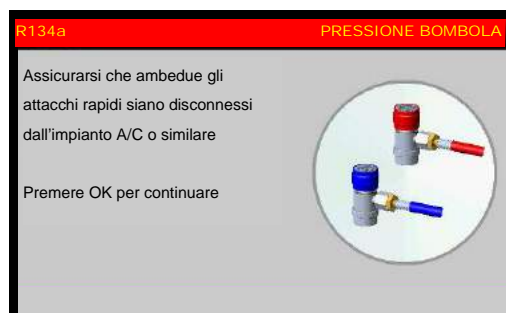 R134a PRESSIONE BOMBOLA
Assicurarsi che ambedue gli
attacchi rapidi siano disconnessi
dall'impianto A/C o similare
Premere OK per continuare